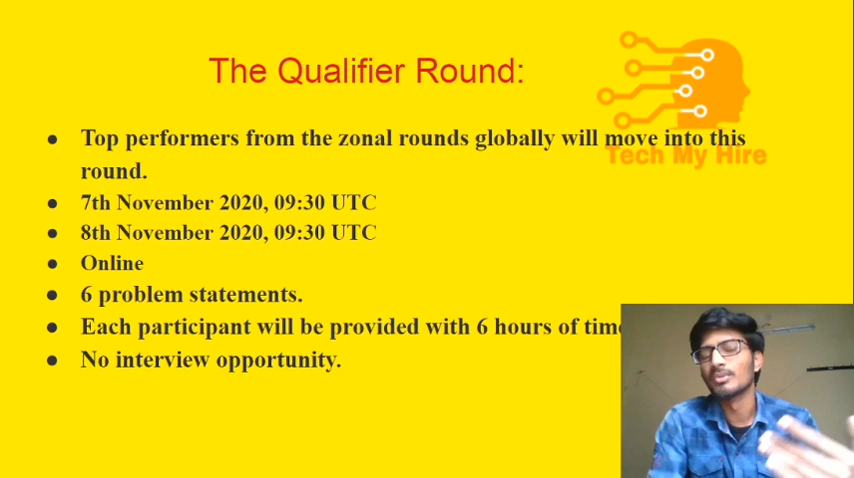 The Qualifier Round:
● Top performers from the zonal rounds globally will move into this
round.
Tech My Hire
● 7th November 2020, 09:30 UTC
● 8th November 2020, 09:30 UTC
● Online
● 6 problem statements.
● Each participant will be provided with 6 hours of time
● No interview opportunity.